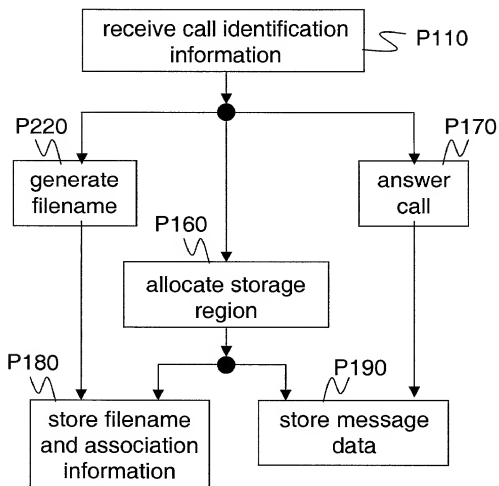 receive call identification
information
P110
P220
P170
generate
filename
answer
call
P160
allocate storage
region
P180
P190
store filename
and association
information
store message
data